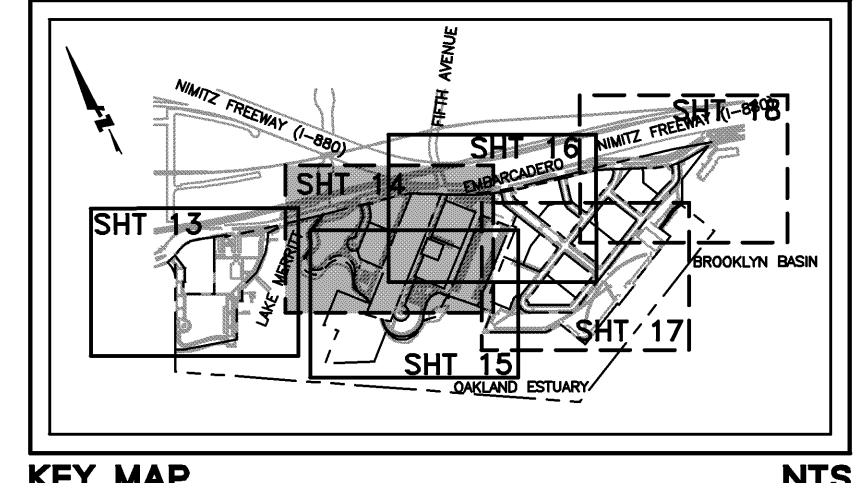 FIFTH AVENUE
NIMITZ FREEWAY (I-880)
SHT 18
NIMITZ FREEWAY (I-880)
SHT 16
EMBARCADERO
SHT 14
SHT 13
LAKE MERRITT
BROOKLYN BASIN
SHT 17
SHT 15
OAKLAND ESTUARY
KEY MAP
NTS